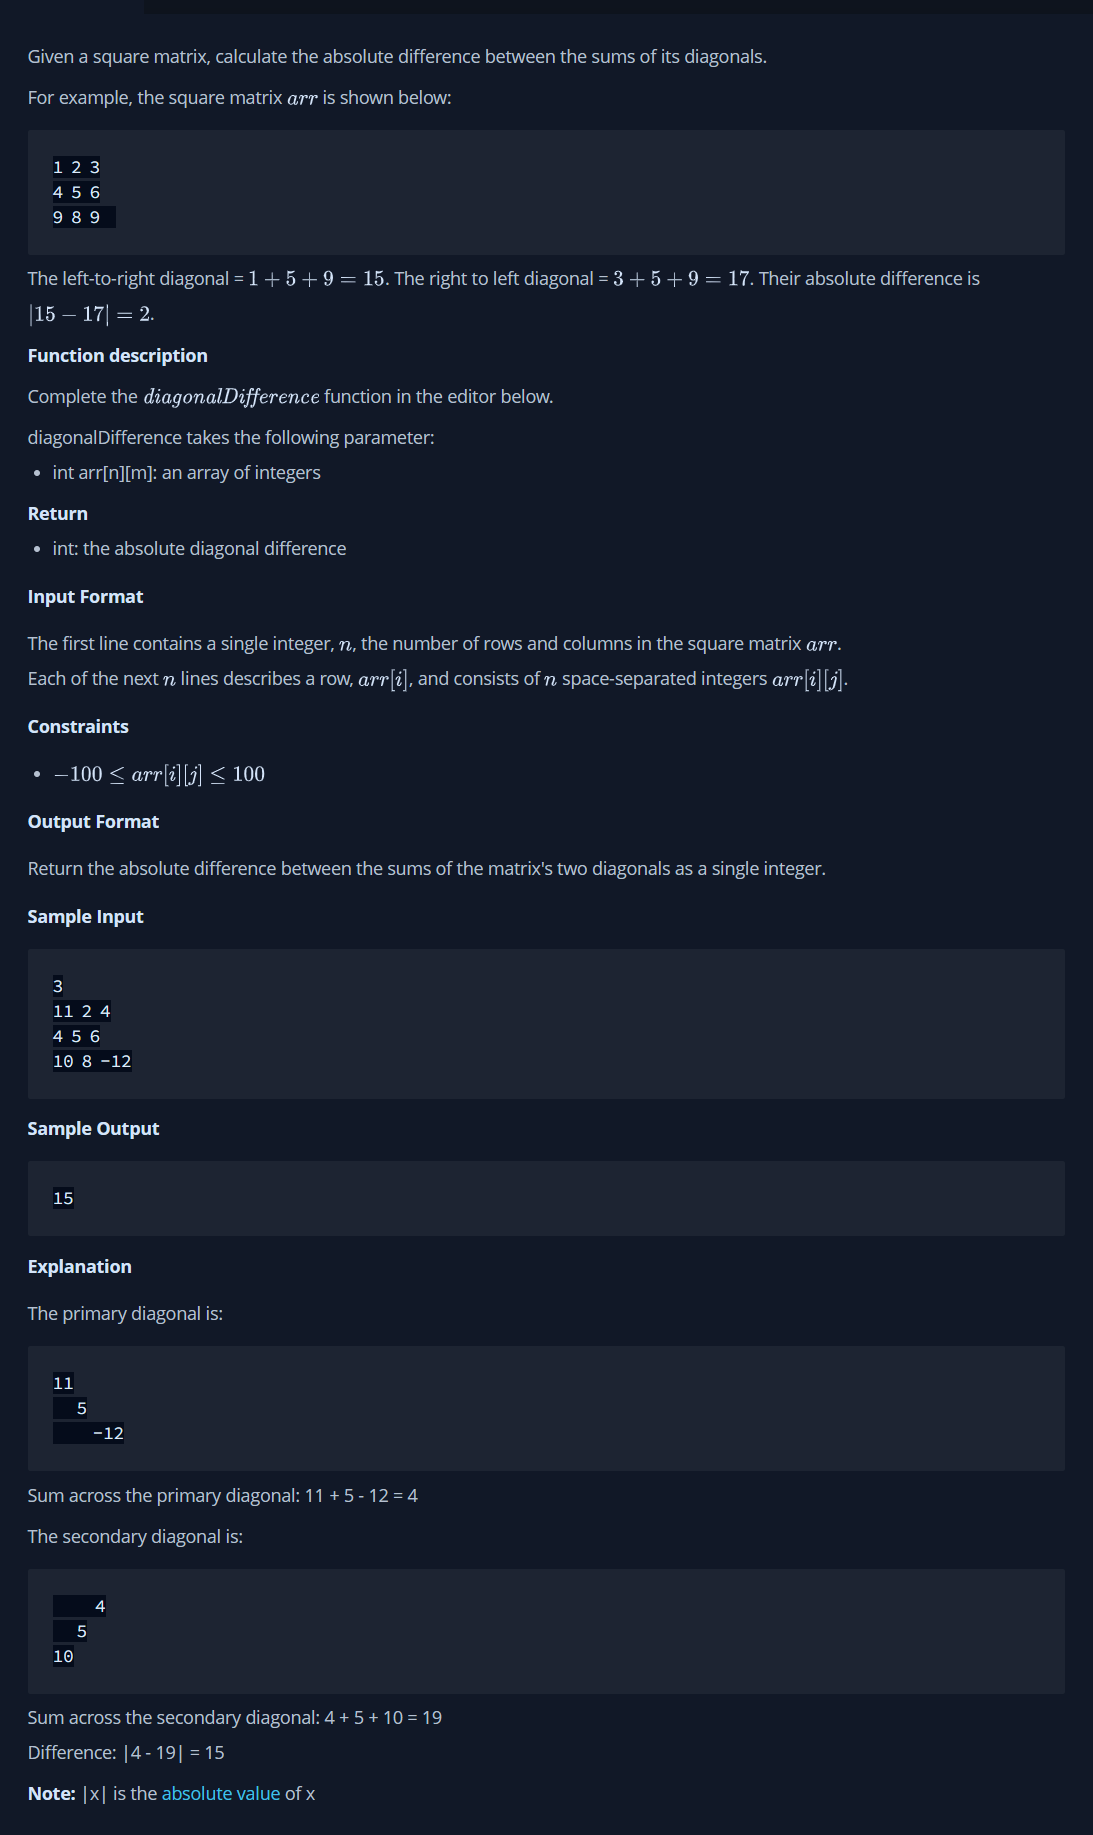 Given a square matrix, calculate the absolute difference between the sums of its diagonals.
For example, the square matrix arr is shown below:
1 2 3
4 5 6
9 8 9
The left-to-right diagonal = 1 + 5 + 9 = 15. The right to left diagonal = 3 + 5 + 9 = 17. Their absolute difference is
|15 − 17| = 2.
Function description
Complete the diagonalDifference function in the editor below.
diagonalDifference takes the following parameter:
• int arr[n][m]: an array of integers
Return
• int: the absolute diagonal difference
Input Format
The first line contains a single integer, n, the number of rows and columns in the square matrix arr.
Each of the next n lines describes a row, arr[i], and consists of n space-separated integers arr[i][j].
Constraints
• −100 ≤ arr[i][j] ≤ 100
Output Format
Return the absolute difference between the sums of the matrix's two diagonals as a single integer.
Sample Input
3
11 2 4
4 5 6
10 8 -12
Sample Output
15
Explanation
The primary diagonal is:
11
5
-12
Sum across the primary diagonal: 11 + 5 - 12 = 4
The secondary diagonal is:
4
5
10
Sum across the secondary diagonal: 4 + 5 + 10 = 19
Difference: |4 - 19| = 15
Note: |x| is the absolute value of x